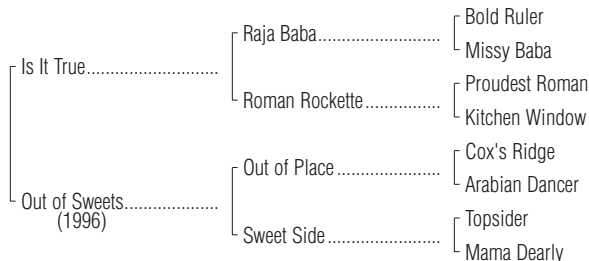 Bold Ruler
Raja Baba
Missy Baba
Is It True
Proudest Roman
Roman Rockette
Kitchen Window
Cox's Ridge
Out of Place
Arabian Dancer
Out of Sweets
(1996)
Topsider
Sweet Side
Mama Dearly